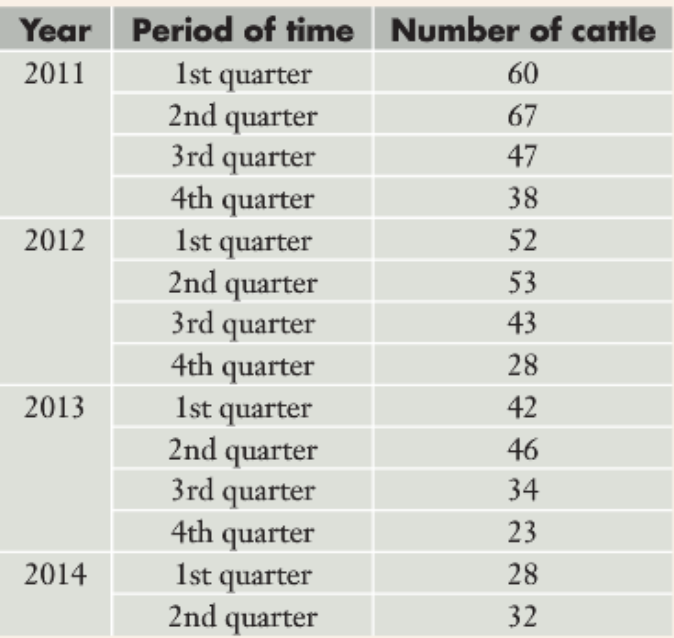 Year Period of time Number of cattle
2011 1st quarter 60
2nd quarter 67
3rd quarter 47
4th quarter 38
2012 1st quarter 52
2nd quarter 53
3rd quarter 43
4th quarter 28
2013 1st quarter 42
2nd quarter 46
3rd quarter 34
4th quarter 23
2014 1st quarter 28
2nd quarter 32